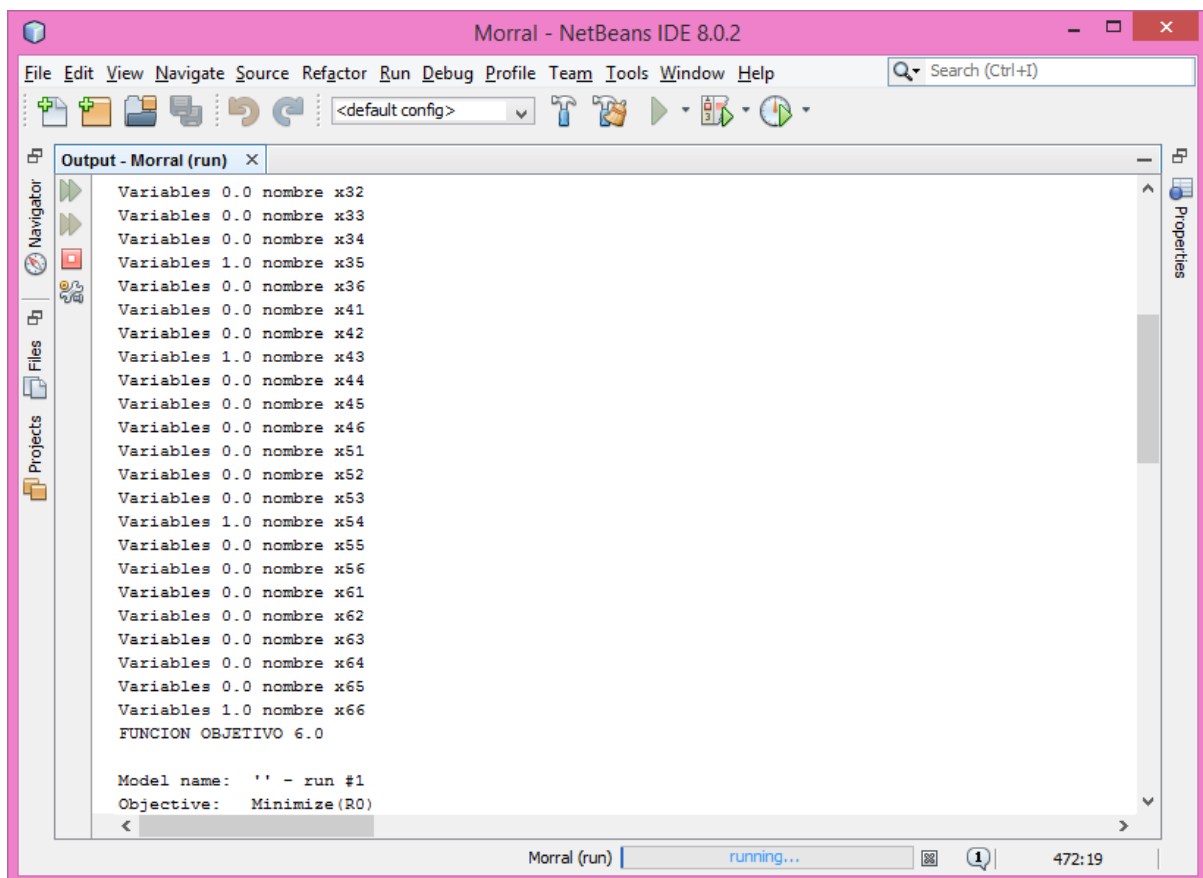 Morral - NetBeans IDE 8.0.2
File Edit View Navigate Source Refactor Run Debug Profile Team Tools Window Help
Search (Ctrl+I)
<default config>
Output - Morral (run)
Navigator
Files
Projects
Properties
Variables 0.0 nombre x32
Variables 0.0 nombre x33
Variables 0.0 nombre x34
Variables 1.0 nombre x35
Variables 0.0 nombre x36
Variables 0.0 nombre x41
Variables 0.0 nombre x42
Variables 1.0 nombre x43
Variables 0.0 nombre x44
Variables 0.0 nombre x45
Variables 0.0 nombre x46
Variables 0.0 nombre x51
Variables 0.0 nombre x52
Variables 0.0 nombre x53
Variables 1.0 nombre x54
Variables 0.0 nombre x55
Variables 0.0 nombre x56
Variables 0.0 nombre x61
Variables 0.0 nombre x62
Variables 0.0 nombre x63
Variables 0.0 nombre x64
Variables 0.0 nombre x65
Variables 1.0 nombre x66
FUNCION OBJETIVO 6.0
Model name:  '' - run #1
Objective:   Minimize(R0)
Morral (run)
running...
1
472:19